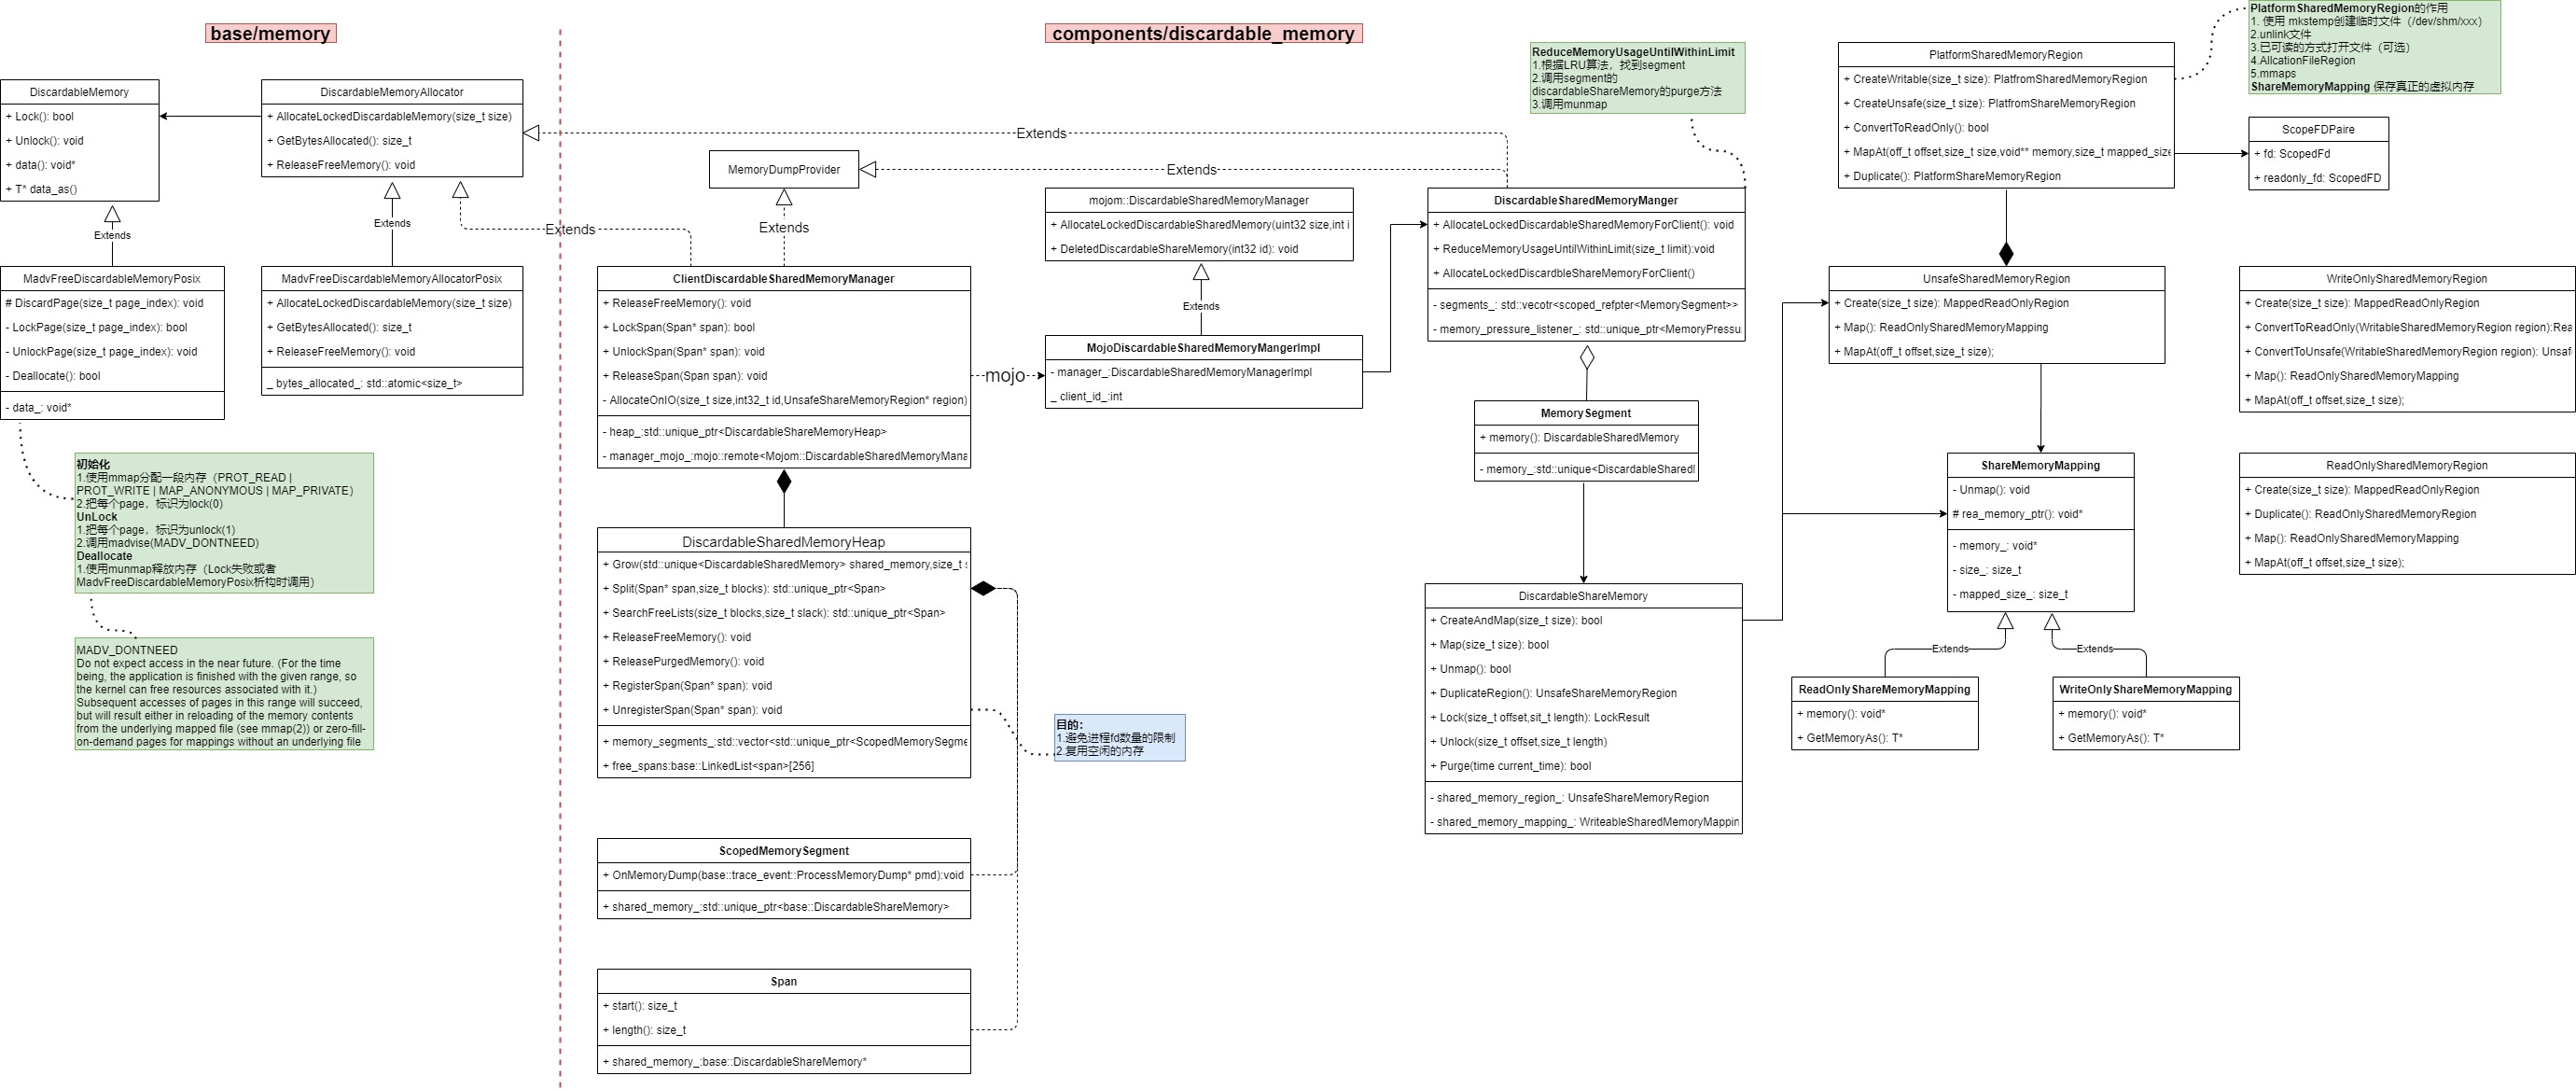 base/memory
components/discardable_memory
DiscardableMemory
+ Lock(): bool
+ Unlock(): void
+ data(): void*
+ T* data_as()
DiscardableMemoryAllocator
+ AllocateLockedDiscardableMemory(size_t size)
+ GetBytesAllocated(): size_t
+ ReleaseFreeMemory(): void
Extends
Extends
Extends
Extends
Extends
Extends
MadvFreeDiscardableMemoryPosix
# DiscardPage(size_t page_index): void
- LockPage(size_t page_index): bool
- UnlockPage(size_t page_index): void
- Deallocate(): bool
- data_: void*
MadvFreeDiscardableMemoryAllocatorPosix
+ AllocateLockedDiscardableMemory(size_t size)
+ GetBytesAllocated(): size_t
+ ReleaseFreeMemory(): void
_ bytes_allocated_: std::atomic<size_t>
初始化
1.使用mmap分配一段内存（PROT_READ |
PROT_WRITE | MAP_ANONYMOUS | MAP_PRIVATE）
2.把每个page，标识为lock(0)
UnLock
1.把每个page，标识为unlock(1)
2.调用madvise(MADV_DONTNEED)
Deallocate
1.使用munmap释放内存（Lock失败或者
MadvFreeDiscardableMemoryPosix析构时调用）
MADV_DONTNEED
Do not expect access in the near future. (For the time
being, the application is finished with the given range, so
the kernel can free resources associated with it.)
Subsequent accesses of pages in this range will succeed,
but will result either in reloading of the memory contents
from the underlying mapped file (see mmap(2)) or zero-fill-
on-demand pages for mappings without an underlying file
MemoryDumpProvider
ClientDiscardableSharedMemoryManager
+ ReleaseFreeMemory(): void
+ LockSpan(Span* span): bool
+ UnlockSpan(Span* span): void
+ ReleaseSpan(Span span): void
- AllocateOnIO(size_t size,int32_t id,UnsafeShareMemoryRegion* region)
- heap_:std::unique_ptr<DiscardableShareMemoryHeap>
- manager_mojo_:mojo::remote<Mojom::DiscardableSharedMemoryMana
mojo
DiscardableSharedMemoryHeap
+ Grow(std::unique<DiscardableSharedMemory> shared_memory,size_t s
+ Split(Span* span,size_t blocks): std::unique_ptr<Span>
+ SearchFreeLists(size_t blocks,size_t slack): std::unique_ptr<Span>
+ ReleaseFreeMemory(): void
+ ReleasePurgedMemory(): void
+ RegisterSpan(Span* span): void
+ UnregisterSpan(Span* span): void
+ memory_segments_:std::vector<std::unique_ptr<ScopedMemorySegme
+ free_spans:base::LinkedList<span>[256]
目的：
1.避免进程fd数量的限制
2.复用空闲的内存
ScopedMemorySegment
+ OnMemoryDump(base::trace_event::ProcessMemoryDump* pmd):void
+ shared_memory_:std::unique_ptr<base::DiscardableShareMemory>
Span
+ start(): size_t
+ length(): size_t
+ shared_memory_:base::DiscardableShareMemory*
mojom::DiscardableSharedMemoryManager
+ AllocateLockedDiscardableSharedMemory(uint32 size,int i
+ DeletedDiscardableShareMemory(int32 id): void
Extends
MojoDiscardableSharedMemoryMangerImpl
- manager_:DiscardableSharedMemoryManagerImpl
_ client_id_:int
ReduceMemoryUsageUntilWithinLimit
1.根据LRU算法，找到segment
2.调用segment的
discardableShareMemory的purge方法
3.调用munmap
DiscardableSharedMemoryManger
+ AllocateLockedDiscardableSharedMemoryForClient(): void
+ ReduceMemoryUsageUntilWithinLimit(size_t limit):void
+ AllocateLockedDiscardbleShareMemoryForClient()
- segments_: std::vecotr<scoped_refpter<MemorySegment>>
- memory_pressure_listener_: std::unique_ptr<MemoryPressu
MemorySegment
+ memory(): DiscardableSharedMemory
- memory_:std::unique<DiscardableSharedI
DiscardableShareMemory
+ CreateAndMap(size_t size): bool
+ Map(size_t size): bool
+ Unmap(): bool
+ DuplicateRegion(): UnsafeShareMemoryRegion
+ Lock(size_t offset,sit_t length): LockResult
+ Unlock(size_t offset,size_t length)
+ Purge(time current_time): bool
- shared_memory_region_: UnsafeShareMemoryRegion
- shared_memory_mapping_: WriteableSharedMemoryMappin
PlatformSharedMemoryRegion
+ CreateWritable(size_t size): PlatfromSharedMemoryRegion
+ CreateUnsafe(size_t size): PlatfromShareMemoryRegion
+ ConvertToReadOnly(): bool
+ MapAt(off_t offset,size_t size,void** memory,size_t mapped_size
+ Duplicate(): PlatformShareMemoryRegion
PlatformSharedMemoryRegion的作用
1. 使用 mkstemp创建临时文件（/dev/shm/xxx）
2.unlink文件
3.已可读的方式打开文件（可选）
4.AllcationFileRegion
5.mmaps
ShareMemoryMapping 保存真正的虚拟内存
ScopeFDPaire
+ fd: ScopedFd
+ readonly_fd: ScopedFD
UnsafeSharedMemoryRegion
+ Create(size_t size): MappedReadOnlyRegion
+ Map(): ReadOnlySharedMemoryMapping
+ MapAt(off_t offset,size_t size);
WriteOnlySharedMemoryRegion
+ Create(size_t size): MappedReadOnlyRegion
+ ConvertToReadOnly(WritableSharedMemoryRegion region):Rea
+ ConvertToUnsafe(WritableSharedMemoryRegion region): Unsaf
+ Map(): ReadOnlySharedMemoryMapping
+ MapAt(off_t offset,size_t size);
ShareMemoryMapping
- Unmap(): void
# rea_memory_ptr(): void*
- memory_: void*
- size_: size_t
- mapped_size_: size_t
ReadOnlySharedMemoryRegion
+ Create(size_t size): MappedReadOnlyRegion
+ Duplicate(): ReadOnlySharedMemoryRegion
+ Map(): ReadOnlySharedMemoryMapping
+ MapAt(off_t offset,size_t size);
Extends
Extends
ReadOnlyShareMemoryMapping
+ memory(): void*
+ GetMemoryAs(): T*
WriteOnlyShareMemoryMapping
+ memory(): void*
+ GetMemoryAs(): T*